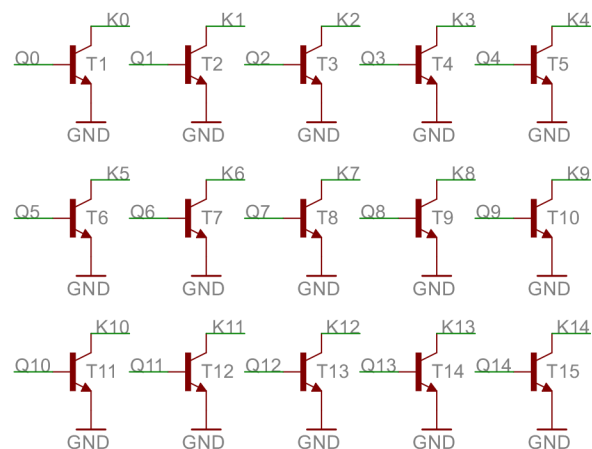 K0 K1 K2 K3 K4
Q0 T1 Q1 T2 Q2 T3 Q3 T4 Q4 T5
GND GND GND GND GND
K5 K6 K7 K8 K9
Q5 T6 Q6 T7 Q7 T8 Q8 T9 Q9 T10
GND GND GND GND GND
K10 K11 K12 K13 K14
Q10 T11 Q11 T12 Q12 T13 Q13 T14 Q14 T15
GND GND GND GND GND